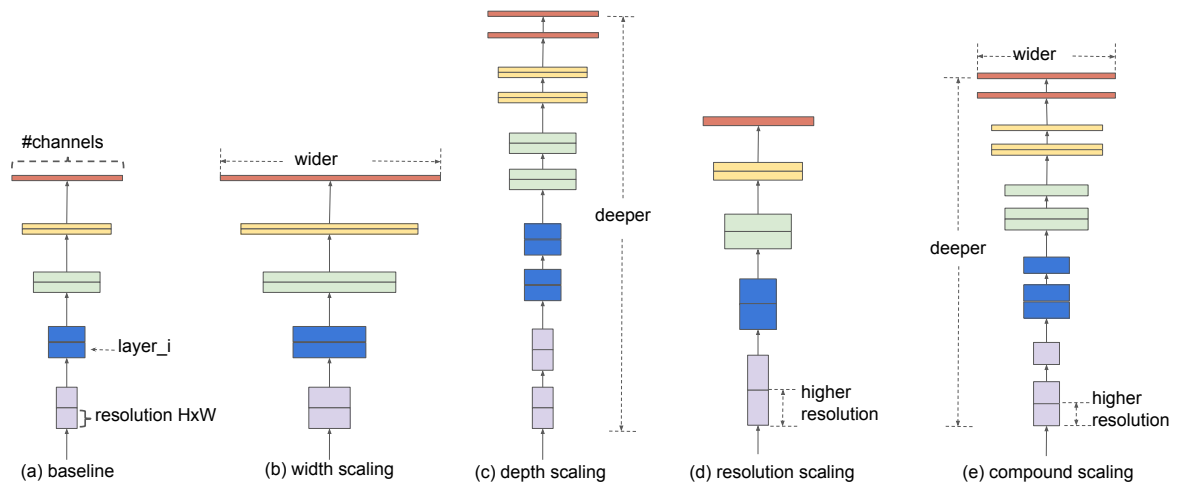 #channels
layer_i
resolution HxW
(a) baseline
wider
(b) width scaling
deeper
(c) depth scaling
higher
resolution
(d) resolution scaling
wider
deeper
higher
resolution
(e) compound scaling